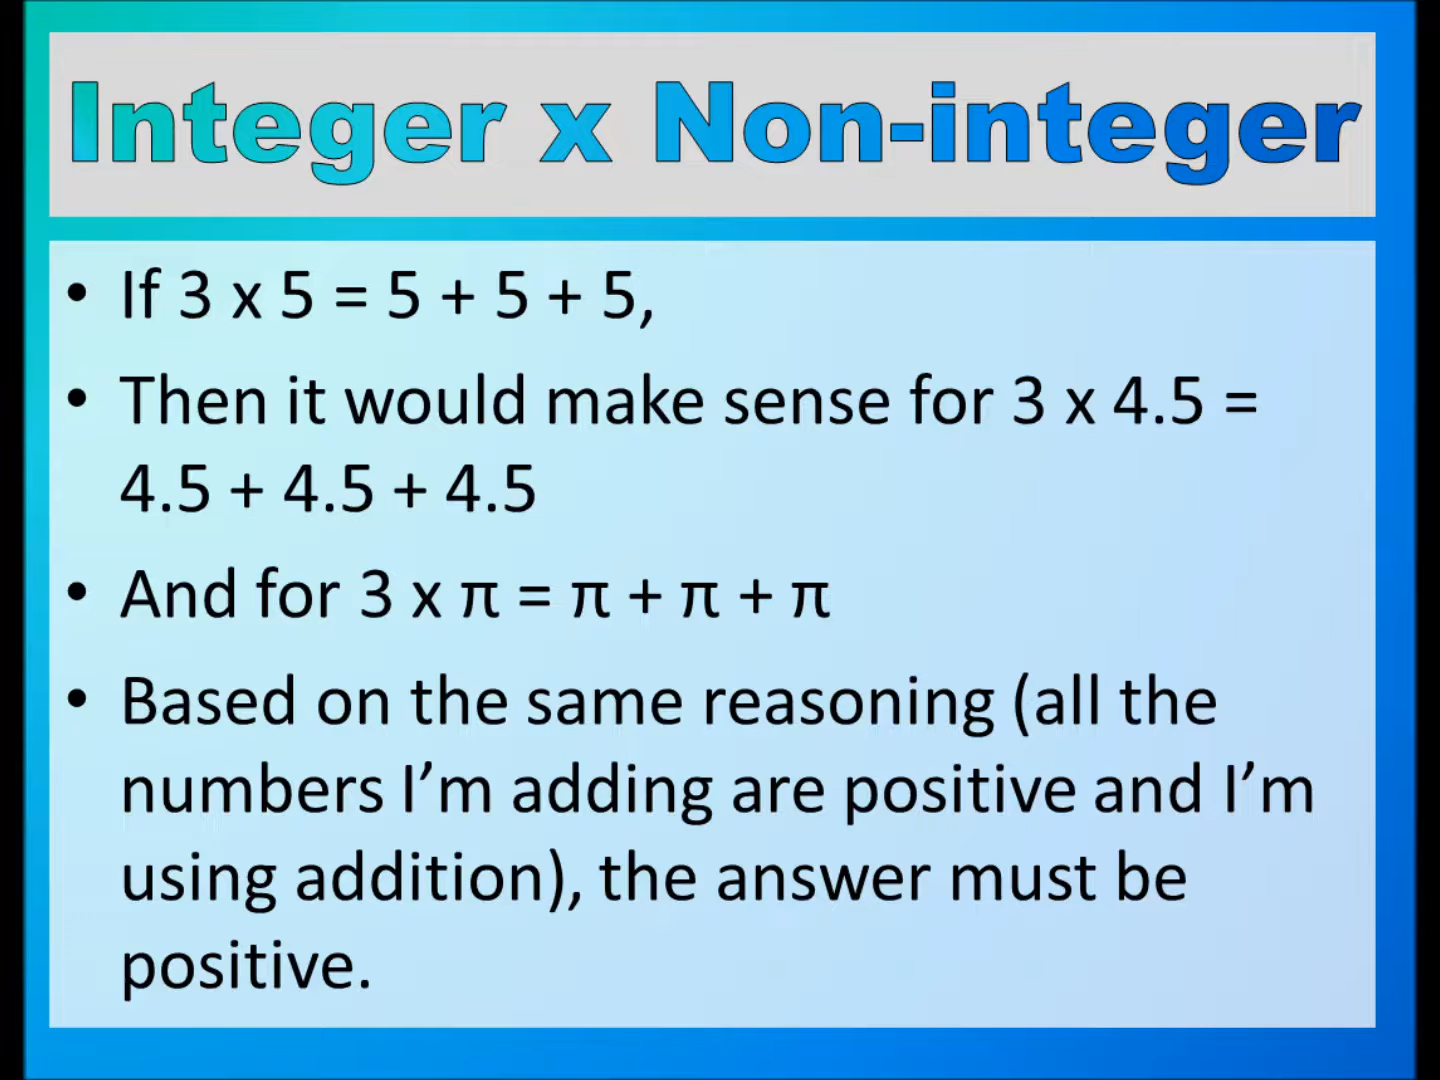 Integer x Non-integer
• If 3 x 5 = 5 + 5 + 5,
• Then it would make sense for 3 x 4.5 =
4.5 + 4.5 + 4.5
• And for 3 x π = π + π + π
• Based on the same reasoning (all the
numbers I’m adding are positive and I’m
using addition), the answer must be
positive.